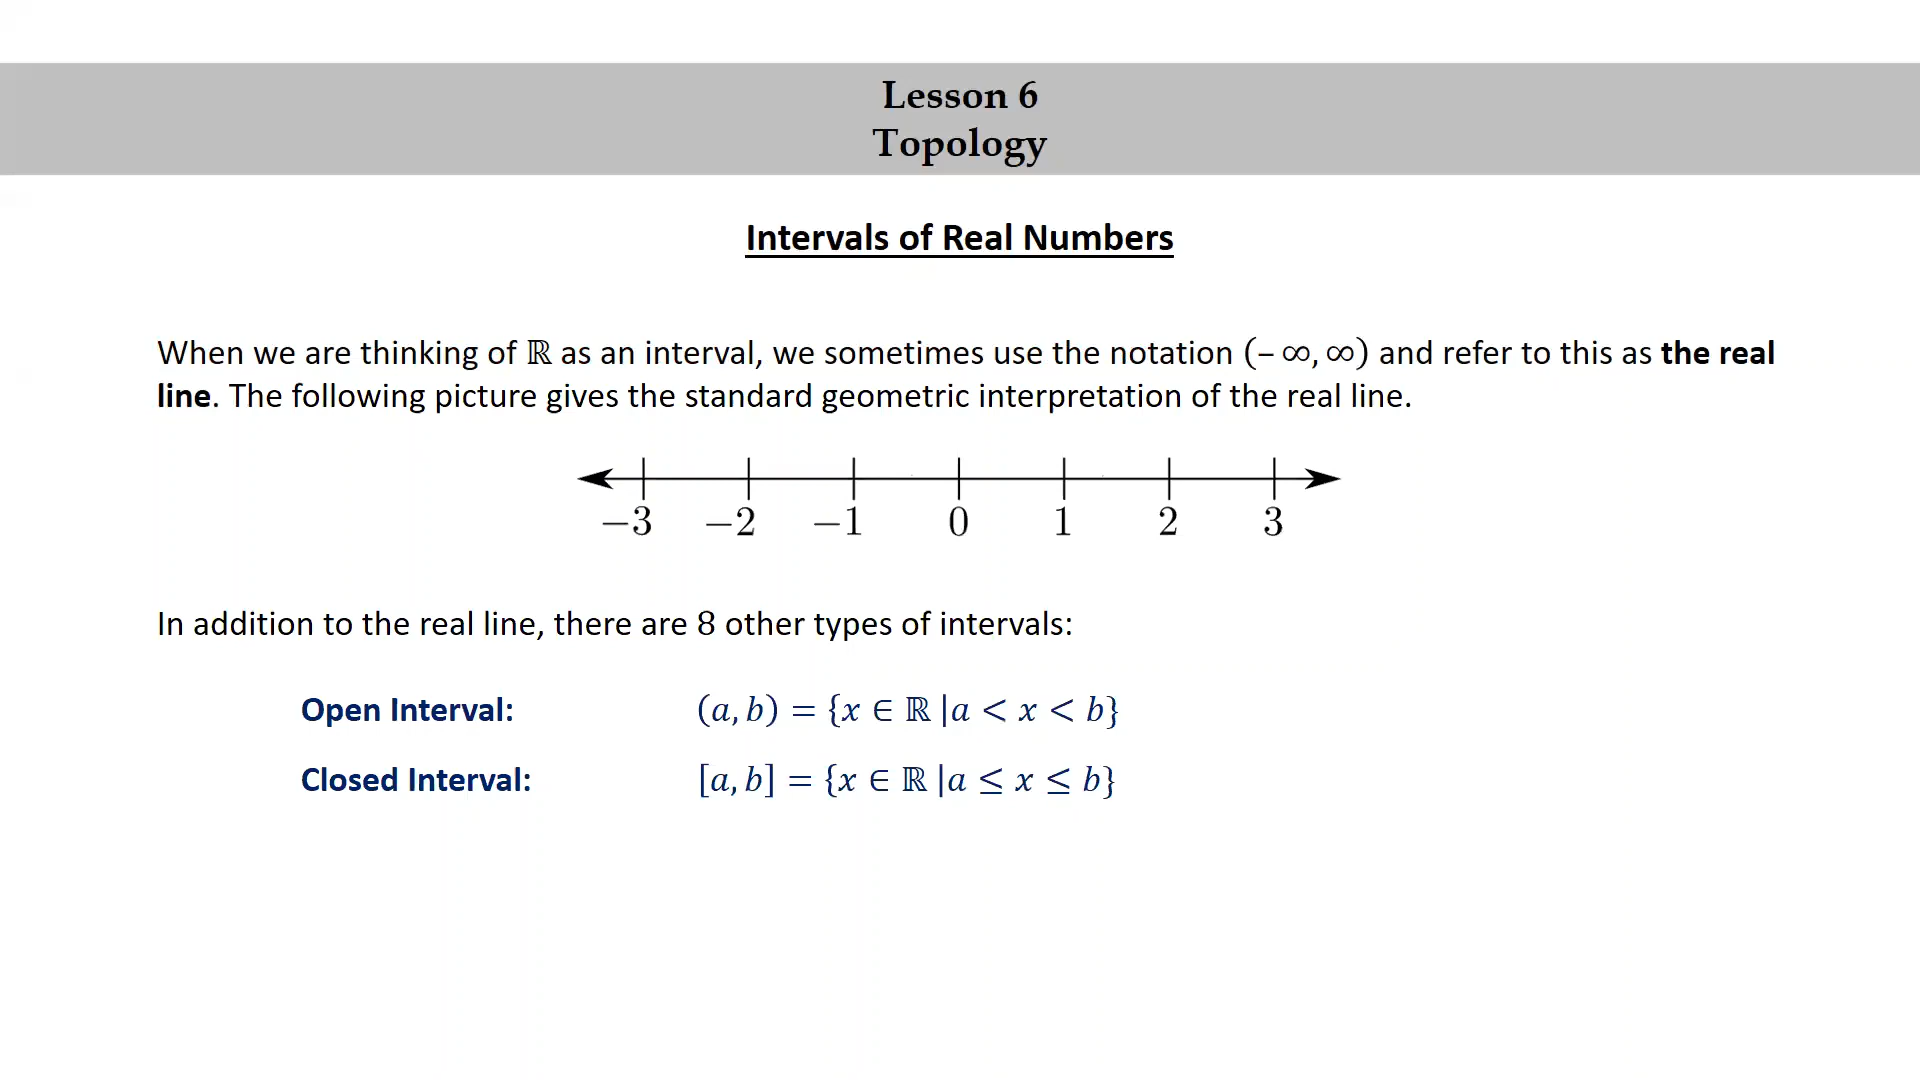 Lesson 6
Topology
Intervals of Real Numbers
When we are thinking of ℝ as an interval, we sometimes use the notation (– ∞, ∞) and refer to this as the real
line. The following picture gives the standard geometric interpretation of the real line.
−3 −2 −1 0 1 2 3
In addition to the real line, there are 8 other types of intervals:
Open Interval: (a, b) = {x ∈ ℝ |a < x < b}
Closed Interval: [a, b] = {x ∈ ℝ |a ≤ x ≤ b}